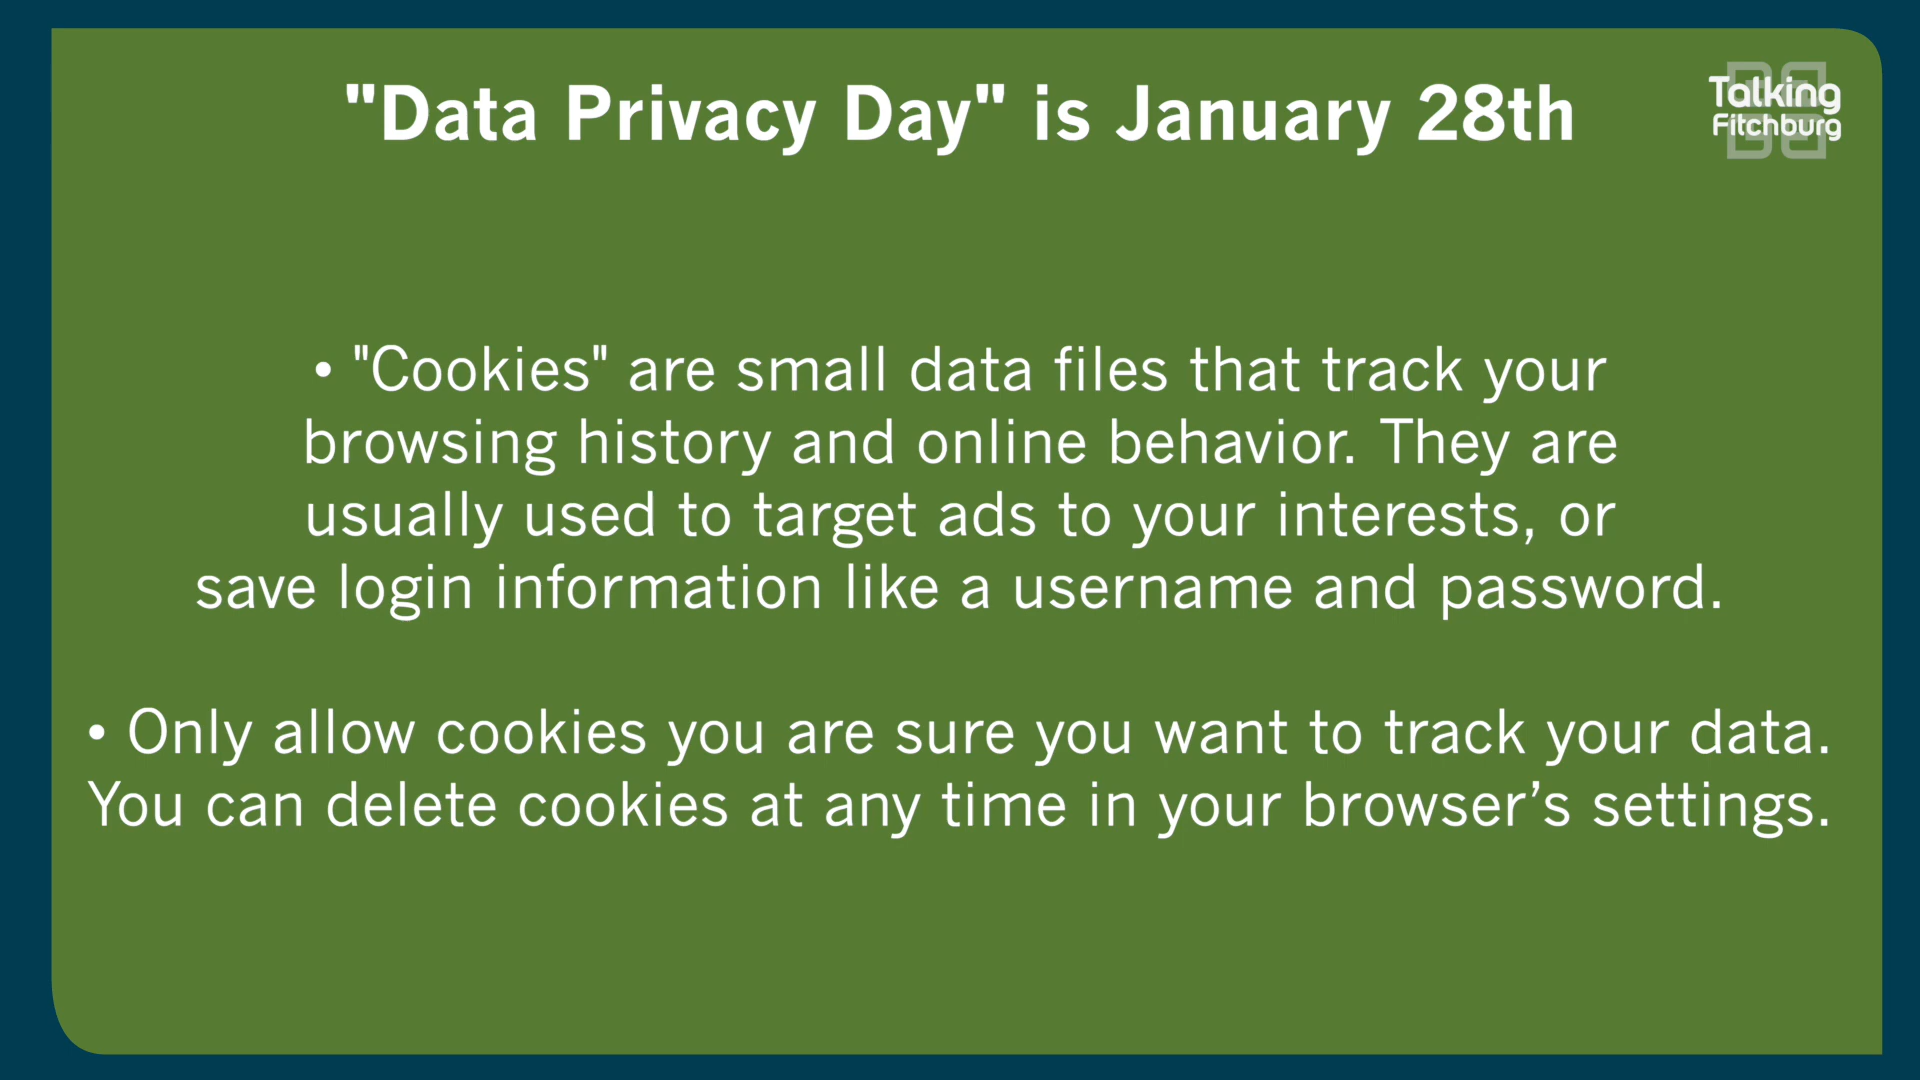 "Data Privacy Day" is January 28th
Talking
Fitchburg
• "Cookies" are small data files that track your
browsing history and online behavior. They are
usually used to target ads to your interests, or
save login information like a username and password.
• Only allow cookies you are sure you want to track your data.
You can delete cookies at any time in your browser’s settings.